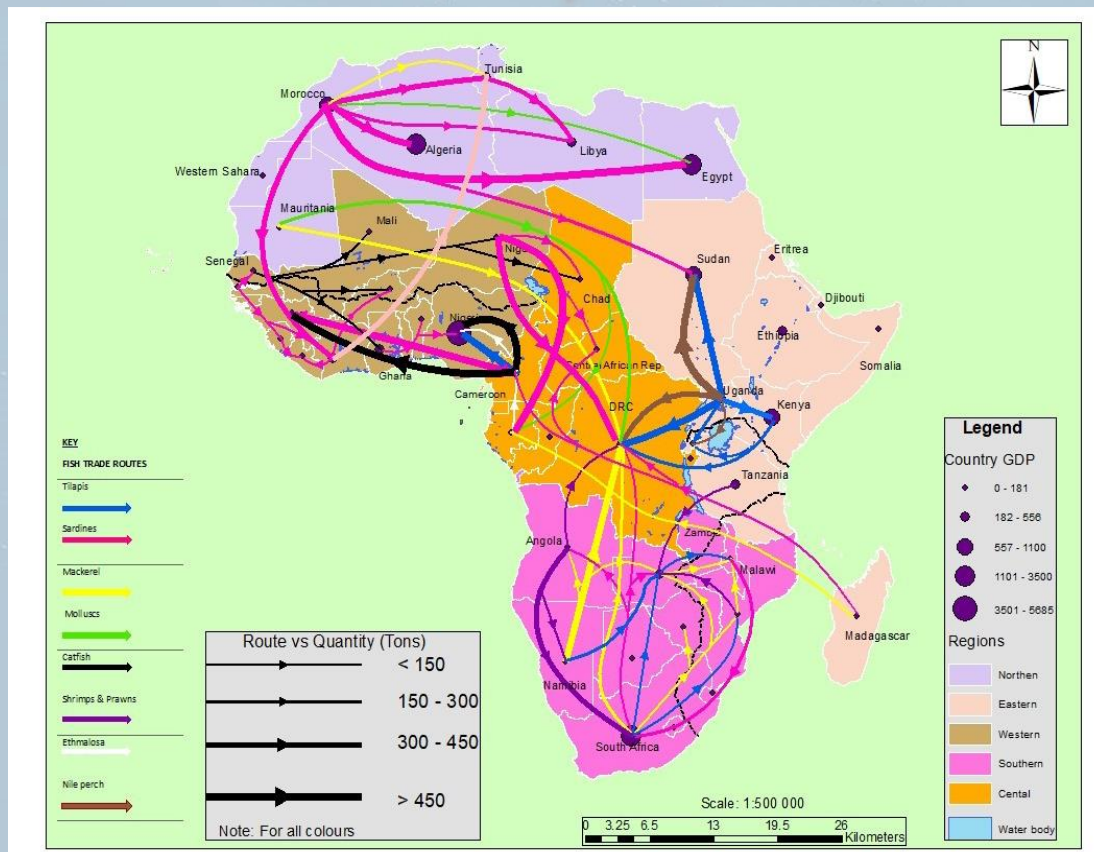 N
Tunisia
Morocco
Algeria
Libya
Egypt
Western Sahara
Mauritania
Mali
Senegal
Sudan
Eritrea
Chad
Djibouti
Ethiopia
Somalia
Ghana
African Rep
Cameroon
DRC
Uganda
Kenya
Tanzania
Angola
Malawi
Madagascar
Namibia
South Africa
KEY
FISH TRADE ROUTES
Tilapis
Sardines
Mackerel
Molluscs
Catfish
Shrimps & Prawns
Ethmalosa
Nile perch
Route vs Quantity (Tons)
< 150
150 - 300
300 - 450
> 450
Note: For all colours
Scale: 1:500 000
0 3.25 6.5 13 19.5 26
Kilometers
Legend
Country GDP
0 - 181
182 - 556
557 - 1100
1101 - 3500
3501 - 5685
Regions
Northen
Eastern
Western
Southern
Cental
Water body